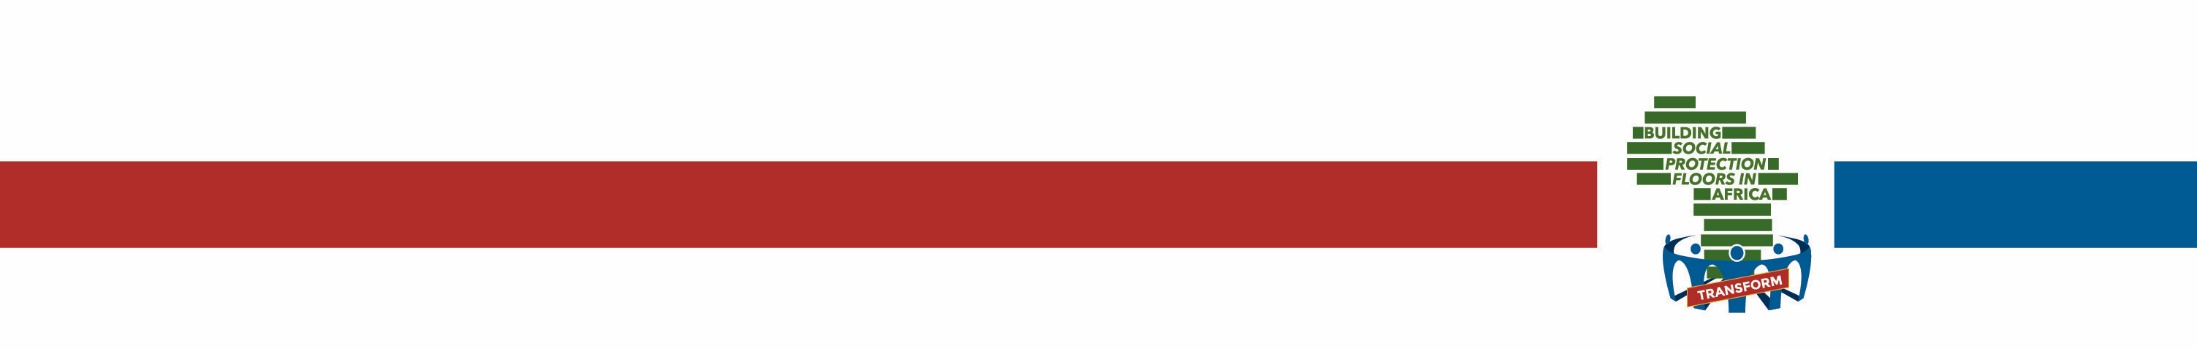 BUILDING
SOCIAL
PROTECTION
FLOORS IN
AFRICA
TRANSFORM